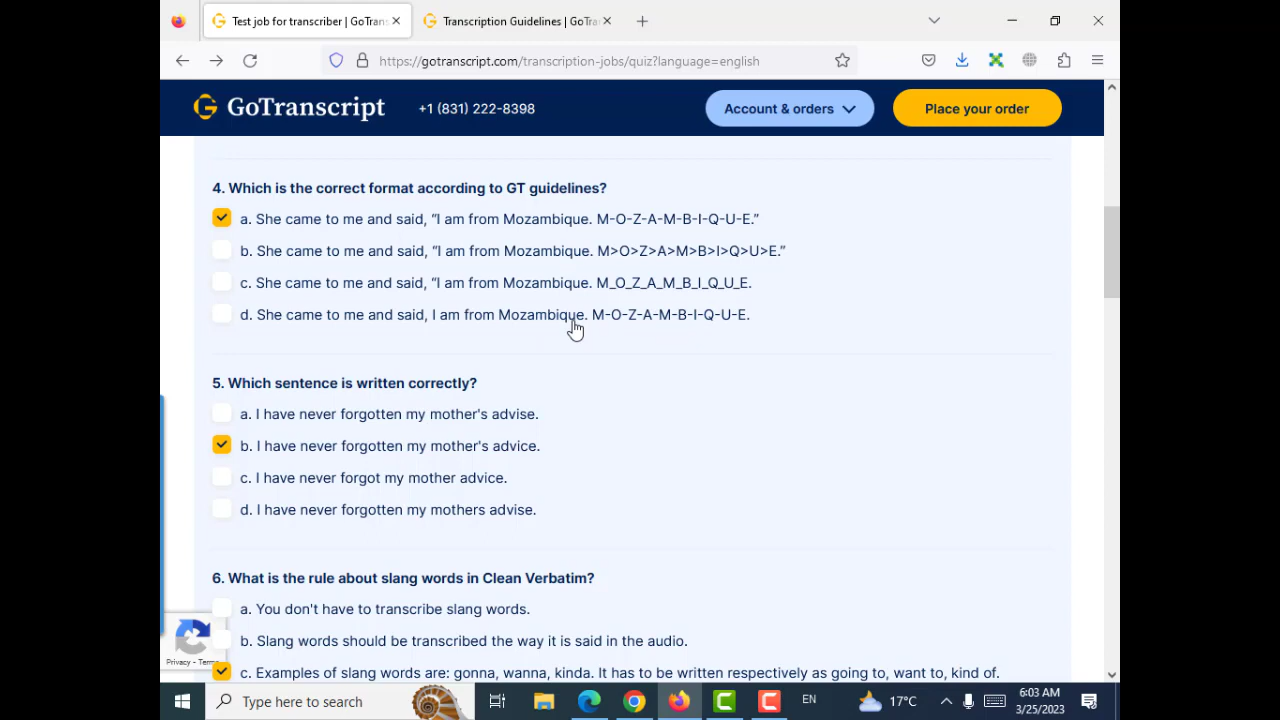 Test job for transcriber | GoTrans
Transcription Guidelines | GoTra
https://gotranscript.com/transcription-jobs/quiz?language=english
GoTranscript
+1 (831) 222-8398
Account & orders
Place your order
4. Which is the correct format according to GT guidelines?
a. She came to me and said, “I am from Mozambique. M-O-Z-A-M-B-I-Q-U-E.”
b. She came to me and said, “I am from Mozambique. M>O>Z>A>M>B>I>Q>U>E.”
c. She came to me and said, “I am from Mozambique. M_O_Z_A_M_B_I_Q_U_E.
d. She came to me and said, I am from Mozambique. M-O-Z-A-M-B-I-Q-U-E.
5. Which sentence is written correctly?
a. I have never forgotten my mother's advise.
b. I have never forgotten my mother's advice.
c. I have never forgot my mother advice.
d. I have never forgotten my mothers advise.
6. What is the rule about slang words in Clean Verbatim?
a. You don't have to transcribe slang words.
b. Slang words should be transcribed the way it is said in the audio.
c. Examples of slang words are: gonna, wanna, kinda. It has to be written respectively as going to, want to, kind of.
Privacy - Terms
Type here to search
EN
17°C
6:03 AM
3/25/2023